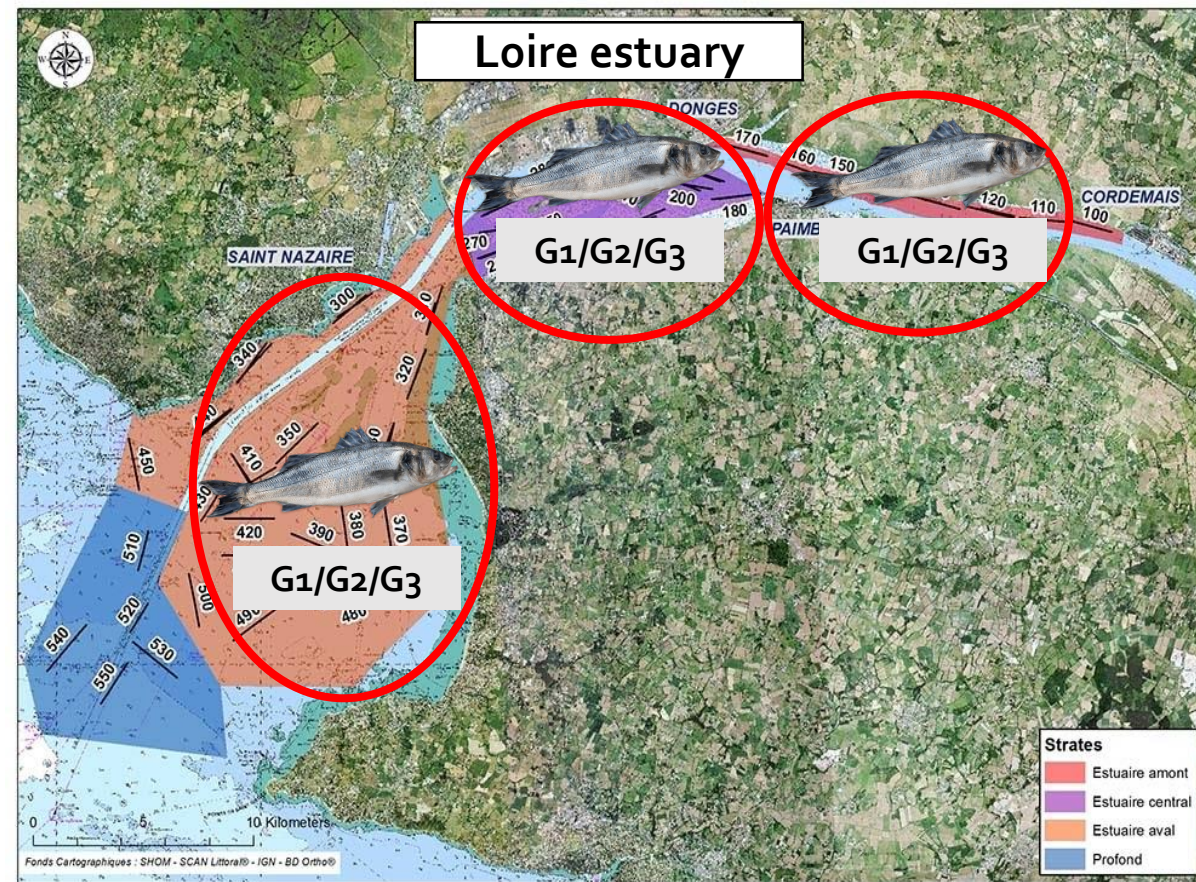 Loire estuary
N
E
S
DONGES
170
160
150
200
180
120
110
100
CORDEMAIS
270
G1/G2/G3
G1/G2/G3
SAINT NAZAIRE
300
320
340
350
410
450
420
390
380
370
G1/G2/G3
510
500
490
480
520
540
530
550
Strates
Estuaire amont
Estuaire central
Estuaire aval
Profond
0 5 10 Kilometers
Fonds Cartographiques : SHOM - SCAN Littoral® - IGN - BD Ortho®